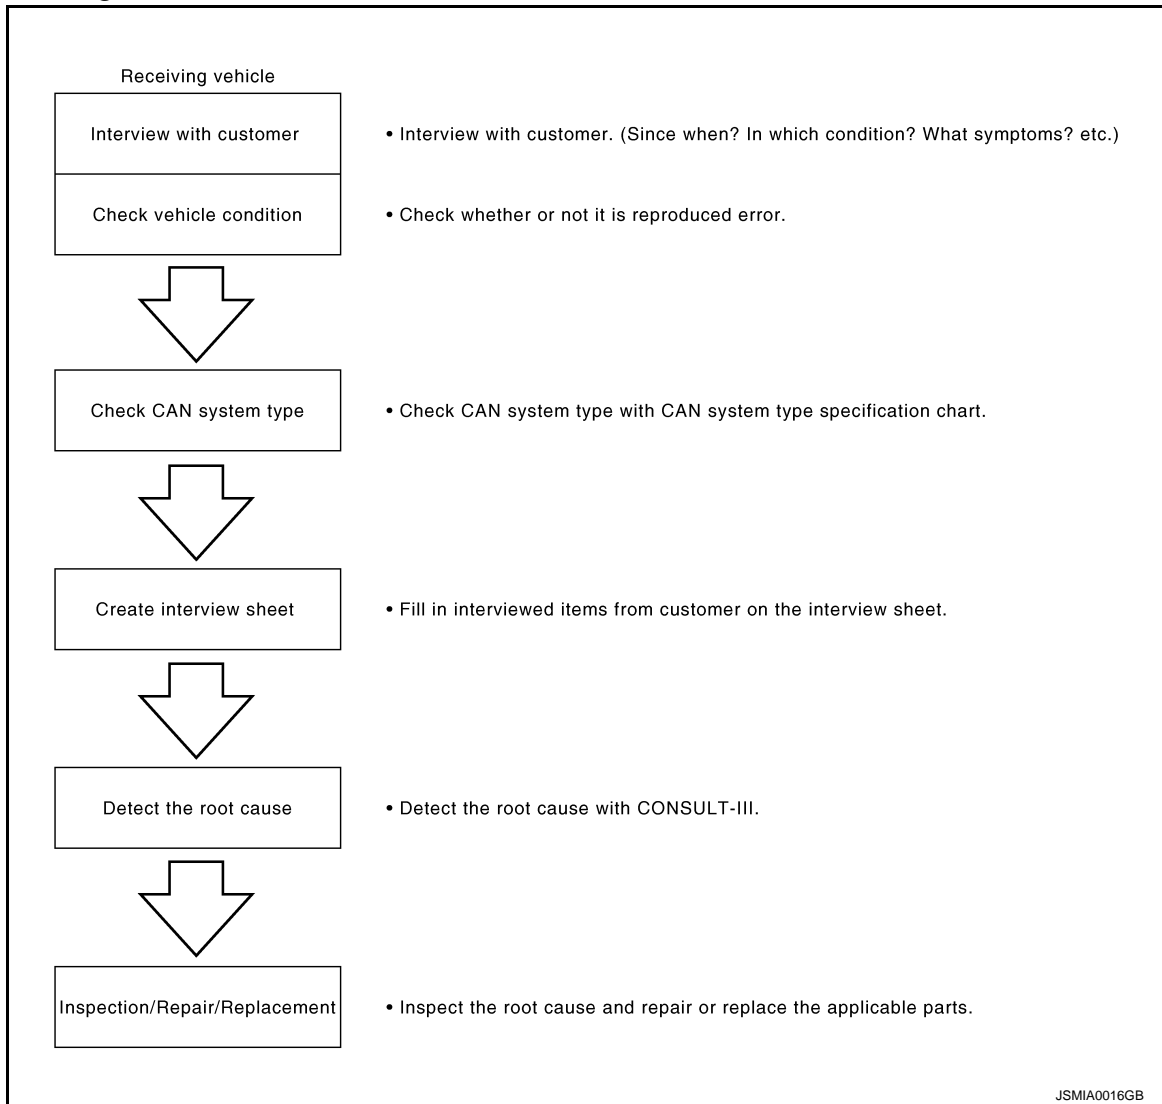 Receiving vehicle
Interview with customer
• Interview with customer. (Since when? In which condition? What symptoms? etc.)
Check vehicle condition
• Check whether or not it is reproduced error.
Check CAN system type
• Check CAN system type with CAN system type specification chart.
Create interview sheet
• Fill in interviewed items from customer on the interview sheet.
Detect the root cause
• Detect the root cause with CONSULT-III.
Inspection/Repair/Replacement
• Inspect the root cause and repair or replace the applicable parts.
JSMIA0016GB